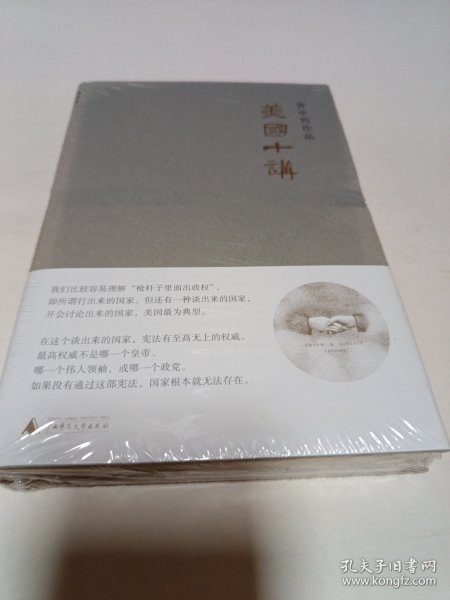 资中筠作品
美國十講
我们比较容易理解“枪杆子里面出政权”，
即所谓打出来的国家。但还有一种谈出来的国家，
开会讨论出来的国家，美国最为典型。
在这个谈出来的国家，宪法有至高无上的权威。
最高权威不是哪一个皇帝、
哪一个伟人领袖，或哪一个政党。
如果没有通过这部宪法，国家根本就无法存在。
UNION & LIBERTY
广西师范大学出版社
孔夫子旧书网
www.kongfz.com